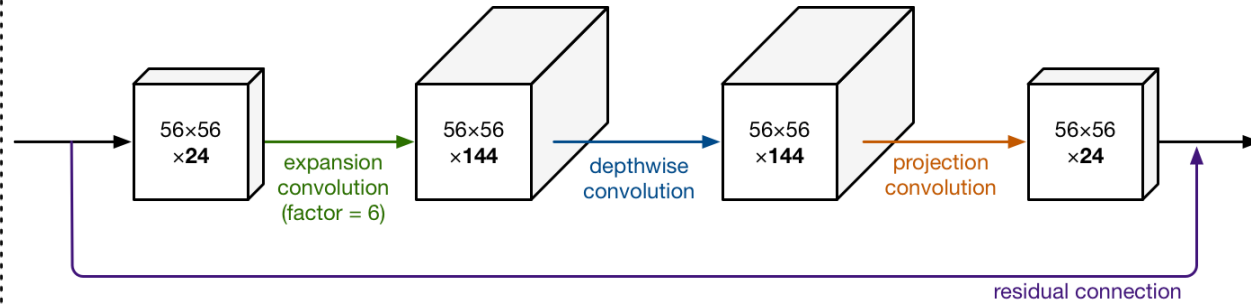 56×56
×24
expansion
convolution
(factor = 6)
56×56
×144
depthwise
convolution
56×56
×144
projection
convolution
56×56
×24
residual connection